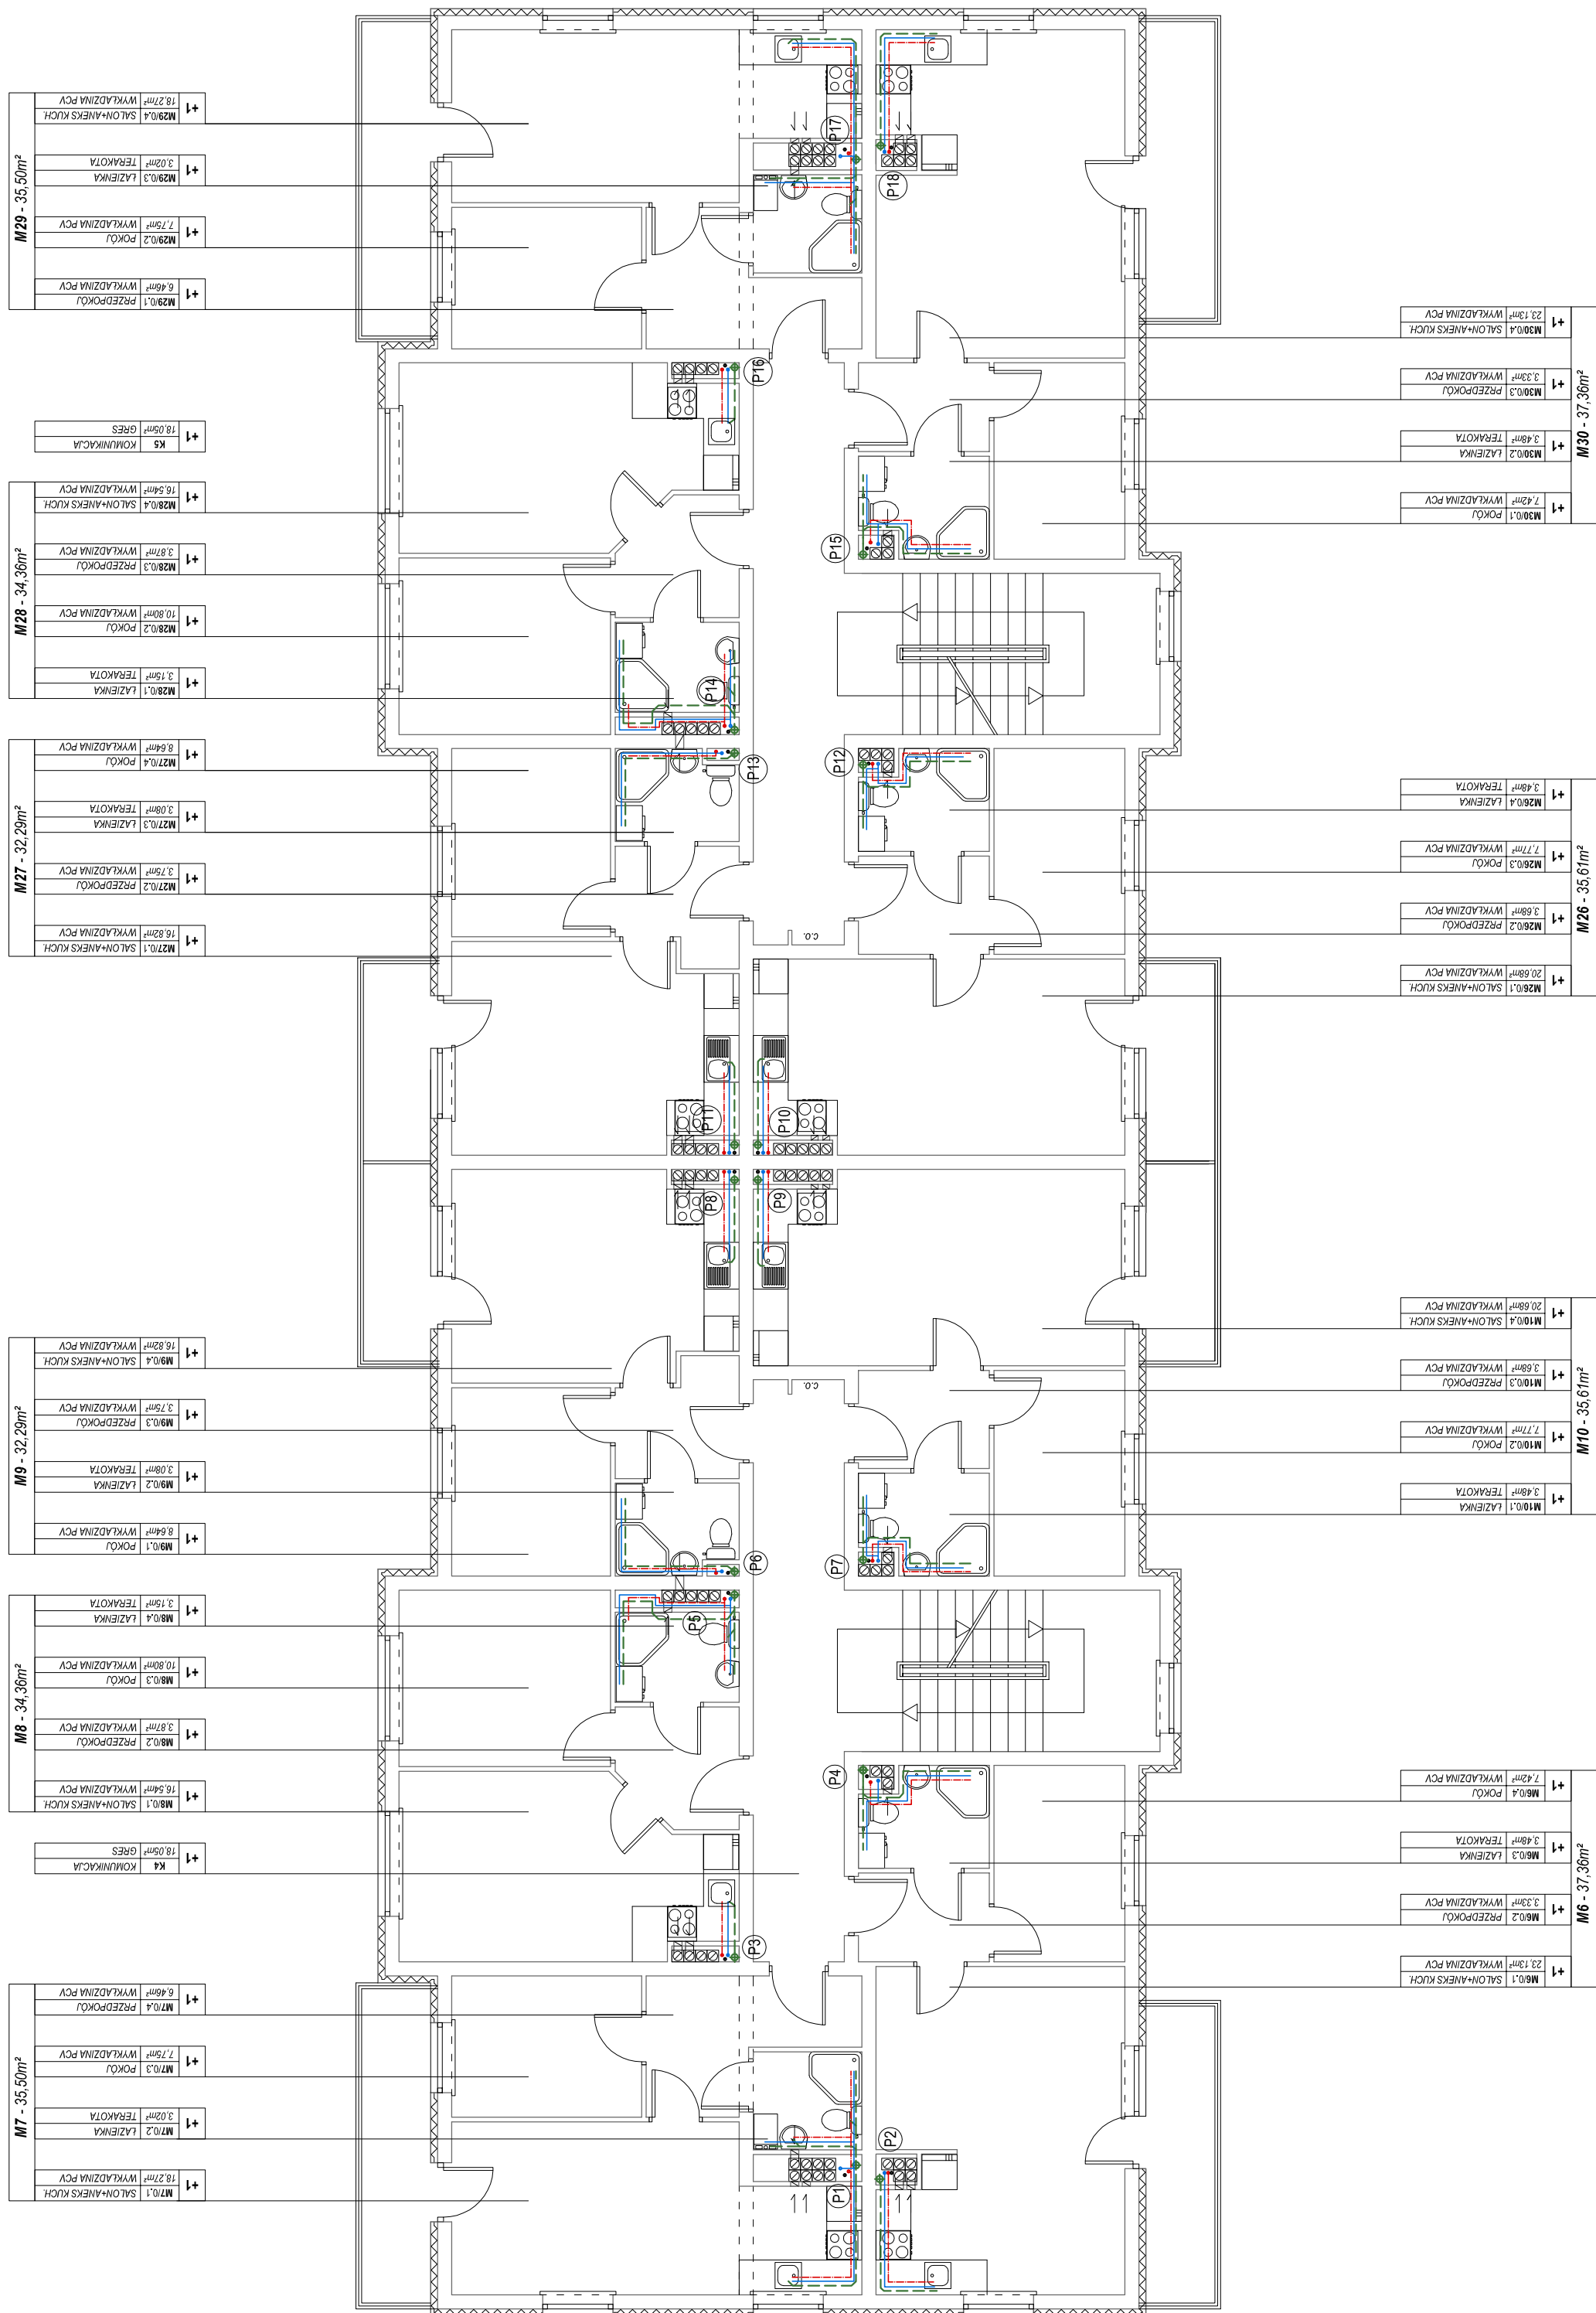 M29 - 35,50m²
+1 M29/0.4 SALON+ANEKS KUCH.
18,27m² WYKŁADZINA PCV
+1 M29/0.3 ŁAZIENKA
3,02m² TERAKOTA
+1 M29/0.2 POKÓJ
7,75m² WYKŁADZINA PCV
+1 M29/0.1 PRZEDPOKÓJ
6,46m² WYKŁADZINA PCV
+1 K5 KOMUNIKACJA
18,05m² GRES
M28 - 34,36m²
+1 M28/0.4 SALON+ANEKS KUCH.
16,54m² WYKŁADZINA PCV
+1 M28/0.3 PRZEDPOKÓJ
3,87m² WYKŁADZINA PCV
+1 M28/0.2 POKÓJ
10,80m² WYKŁADZINA PCV
+1 M28/0.1 ŁAZIENKA
3,15m² TERAKOTA
M27 - 32,29m²
+1 M27/0.4 POKÓJ
8,64m² WYKŁADZINA PCV
+1 M27/0.3 ŁAZIENKA
3,08m² TERAKOTA
+1 M27/0.2 PRZEDPOKÓJ
3,75m² WYKŁADZINA PCV
+1 M27/0.1 SALON+ANEKS KUCH.
16,82m² WYKŁADZINA PCV
M9 - 32,29m²
+1 M9/0.4 SALON+ANEKS KUCH.
16,82m² WYKŁADZINA PCV
+1 M9/0.3 PRZEDPOKÓJ
3,75m² WYKŁADZINA PCV
+1 M9/0.2 ŁAZIENKA
3,08m² TERAKOTA
+1 M9/0.1 POKÓJ
8,64m² WYKŁADZINA PCV
M8 - 34,36m²
+1 M8/0.4 ŁAZIENKA
3,15m² TERAKOTA
+1 M8/0.3 POKÓJ
10,80m² WYKŁADZINA PCV
+1 M8/0.2 PRZEDPOKÓJ
3,87m² WYKŁADZINA PCV
+1 M8/0.1 SALON+ANEKS KUCH.
16,54m² WYKŁADZINA PCV
+1 K4 KOMUNIKACJA
18,05m² GRES
M7 - 35,50m²
+1 M7/0.4 PRZEDPOKÓJ
6,46m² WYKŁADZINA PCV
+1 M7/0.3 POKÓJ
7,75m² WYKŁADZINA PCV
+1 M7/0.2 ŁAZIENKA
3,02m² TERAKOTA
+1 M7/0.1 SALON+ANEKS KUCH.
18,27m² WYKŁADZINA PCV
P17
P18
P16
P15
P14
P13
P12
C.O.
P11
P10
P8
P9
C.O.
P6
P7
P5
P4
P3
P2
P1
M30 - 37,36m²
+1 M30/0.4 SALON+ANEKS KUCH.
23,13m² WYKŁADZINA PCV
+1 M30/0.3 PRZEDPOKÓJ
3,33m² WYKŁADZINA PCV
+1 M30/0.2 ŁAZIENKA
3,48m² TERAKOTA
+1 M30/0.1 POKÓJ
7,42m² WYKŁADZINA PCV
M26 - 35,61m²
+1 M26/0.4 ŁAZIENKA
3,48m² TERAKOTA
+1 M26/0.3 POKÓJ
7,77m² WYKŁADZINA PCV
+1 M26/0.2 PRZEDPOKÓJ
3,68m² WYKŁADZINA PCV
+1 M26/0.1 SALON+ANEKS KUCH.
20,68m² WYKŁADZINA PCV
M10 - 35,61m²
+1 M10/0.4 SALON+ANEKS KUCH.
20,68m² WYKŁADZINA PCV
+1 M10/0.3 PRZEDPOKÓJ
3,68m² WYKŁADZINA PCV
+1 M10/0.2 POKÓJ
7,77m² WYKŁADZINA PCV
+1 M10/0.1 ŁAZIENKA
3,48m² TERAKOTA
M6 - 37,36m²
+1 M6/0.4 POKÓJ
7,42m² WYKŁADZINA PCV
+1 M6/0.3 ŁAZIENKA
3,48m² TERAKOTA
+1 M6/0.2 PRZEDPOKÓJ
3,33m² WYKŁADZINA PCV
+1 M6/0.1 SALON+ANEKS KUCH.
23,13m² WYKŁADZINA PCV